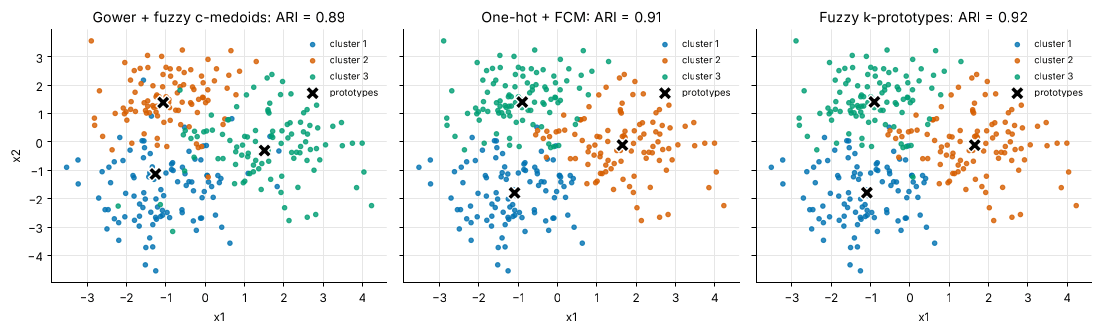 Gower + fuzzy c-medoids: ARI = 0.89
cluster 1
cluster 2
cluster 3
prototypes
3
2
1
0
−1
−2
−3
−4
x2
−3
−2
−1
0
1
2
3
4
x1
One-hot + FCM: ARI = 0.91
cluster 1
cluster 2
cluster 3
prototypes
−3
−2
−1
0
1
2
3
4
x1
Fuzzy k-prototypes: ARI = 0.92
cluster 1
cluster 2
cluster 3
prototypes
−3
−2
−1
0
1
2
3
4
x1